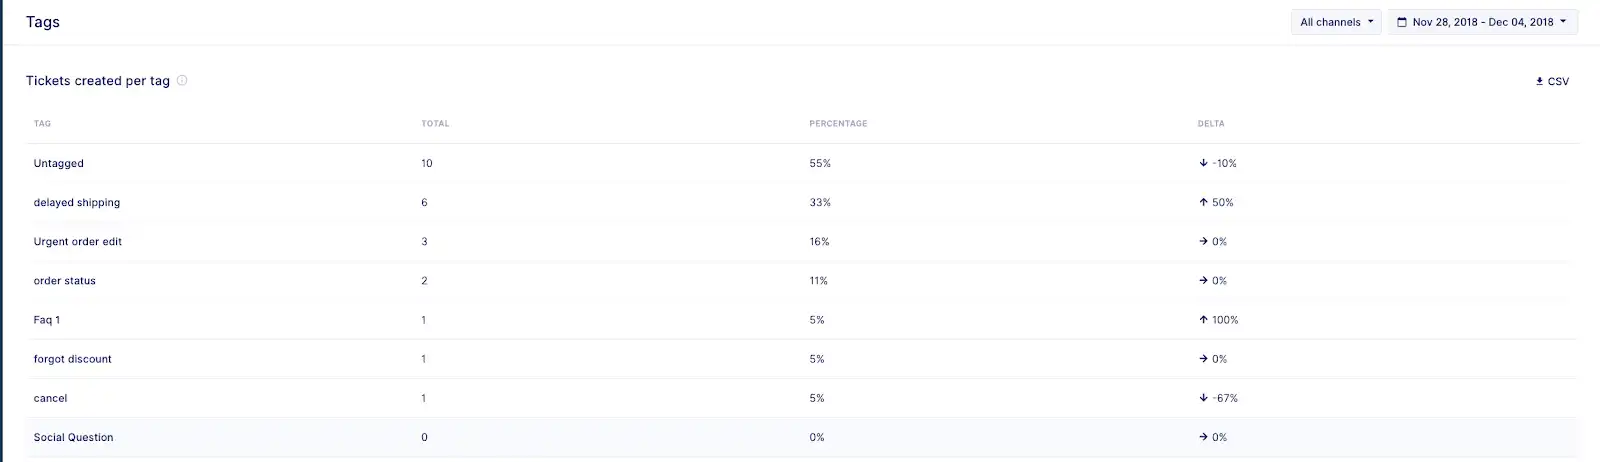 Tags
All channels
Nov 28, 2018 - Dec 04, 2018
Tickets created per tag
CSV
TAG TOTAL PERCENTAGE DELTA
Untagged 10 55% ↓ -10%
delayed shipping 6 33% ↑ 50%
Urgent order edit 3 16% → 0%
order status 2 11% → 0%
Faq 1 1 5% ↑ 100%
forgot discount 1 5% → 0%
cancel 1 5% ↓ -67%
Social Question 0 0% → 0%